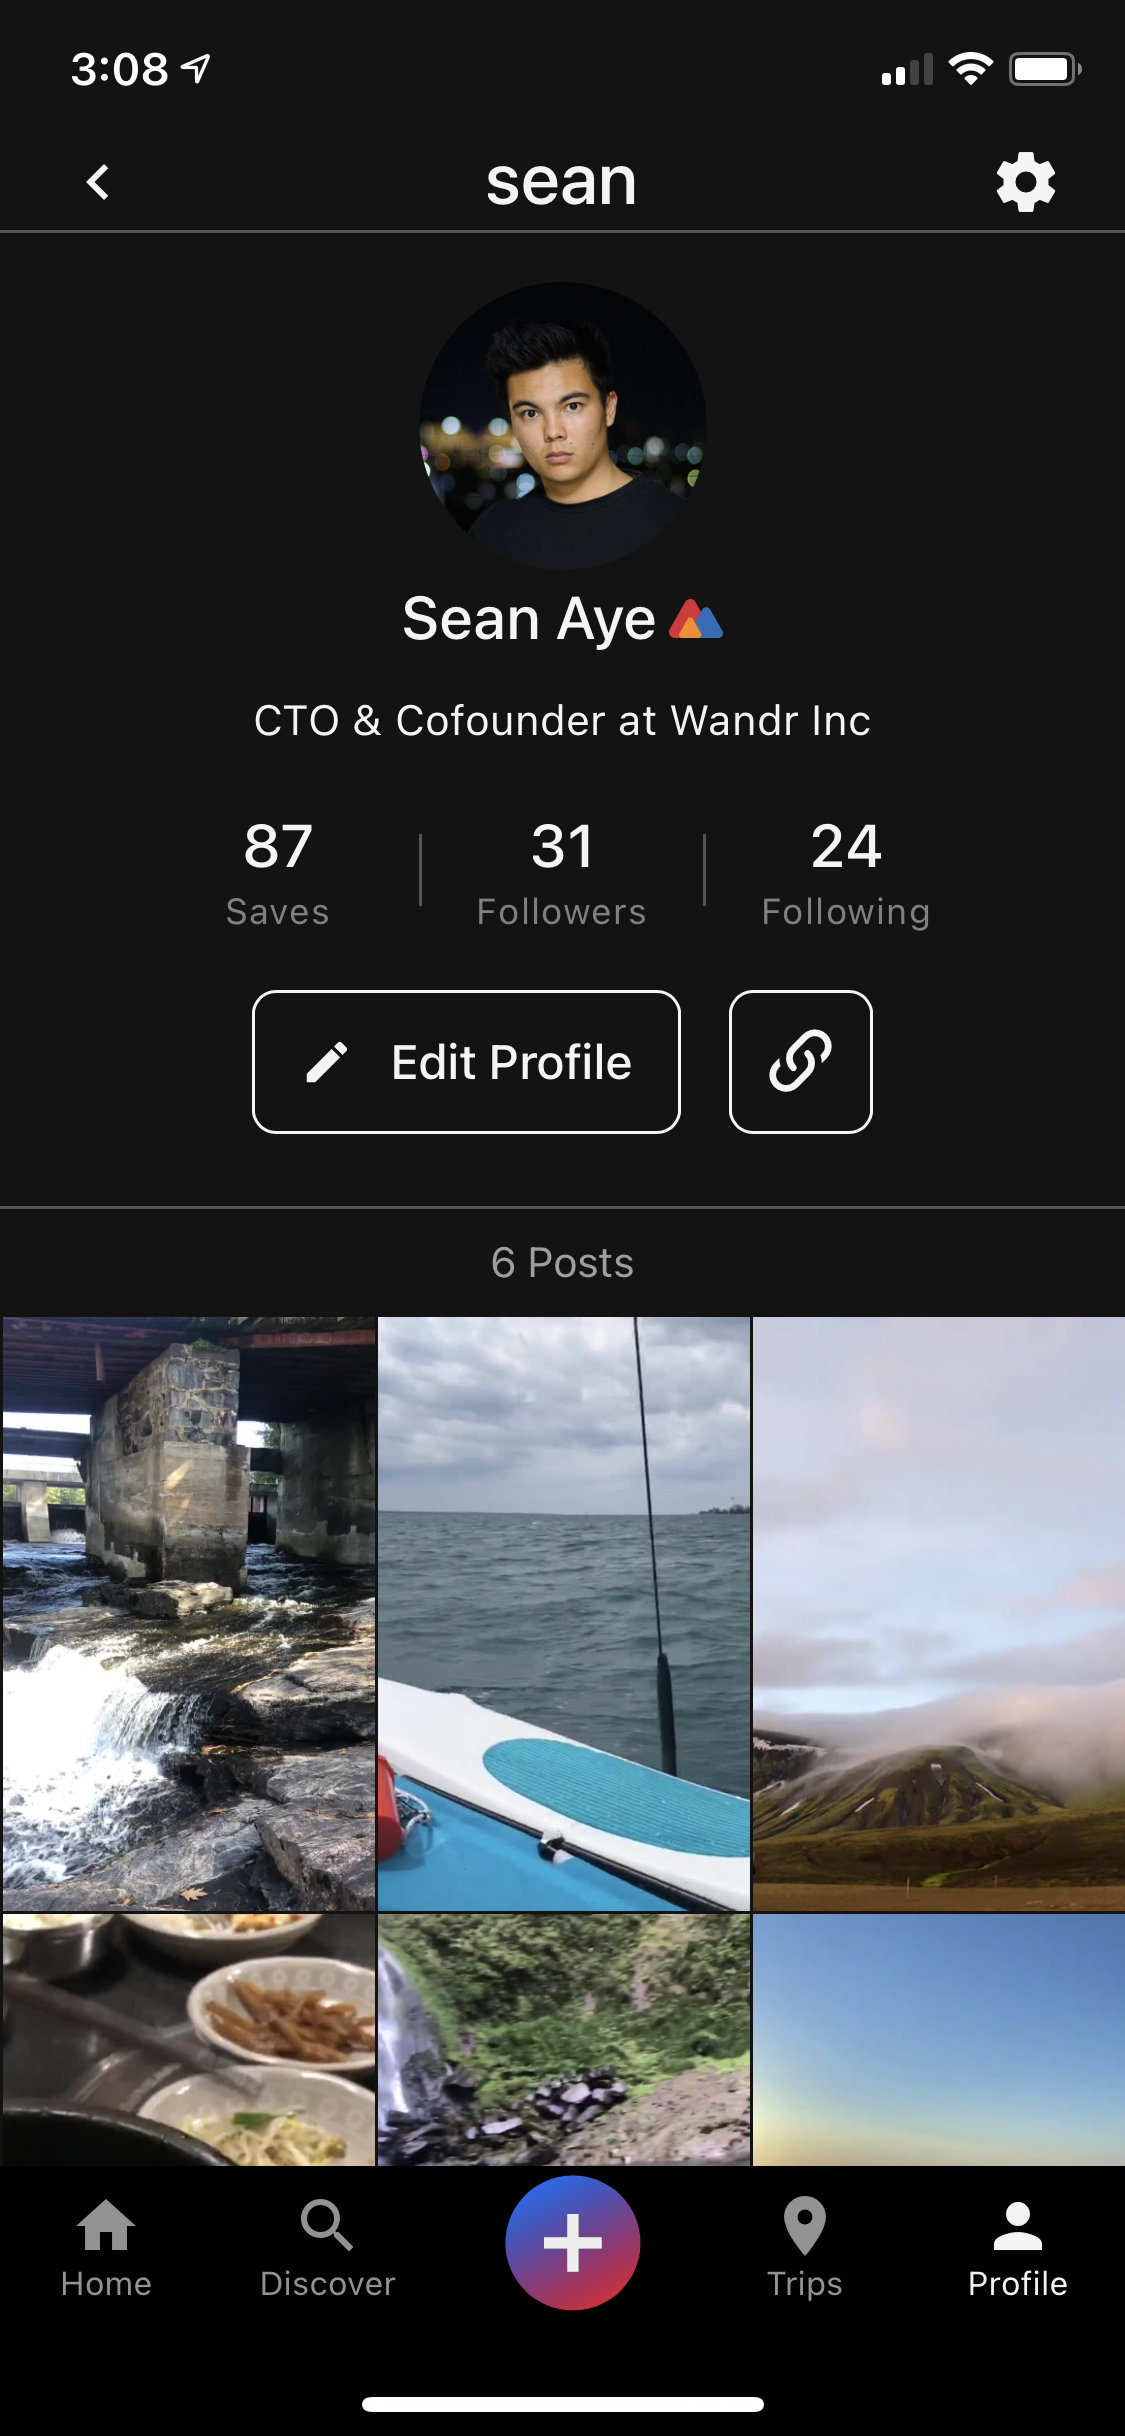 3:08
sean
Sean Aye
CTO & Cofounder at Wandr Inc
87
31
24
Saves
Followers
Following
Edit Profile
6 Posts
Home
Discover
Trips
Profile